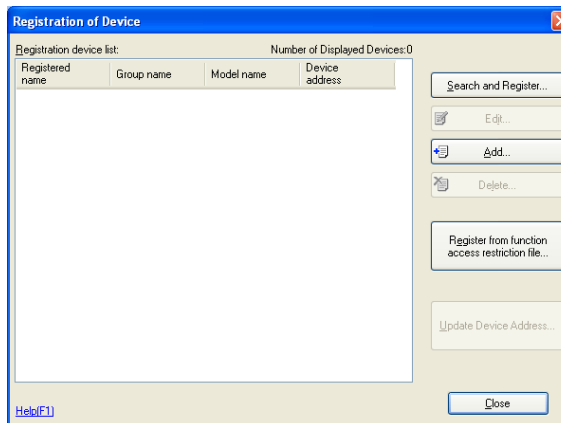 Registration of Device
Registration device list:
Number of Displayed Devices:0
Registered
name
Group name
Model name
Device
address
Search and Register...
Edit...
Add...
Delete...
Register from function
access restriction file...
Update Device Address...
Help(F1)
Close